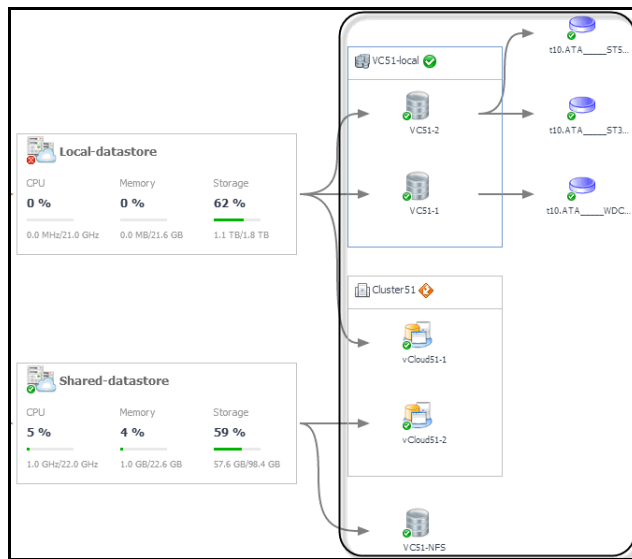 Local-datastore
CPU Memory Storage
0 % 0 % 62 %
0.0 MHz/21.0 GHz 0.0 MB/21.6 GB 1.1 TB/1.8 TB
Shared-datastore
CPU Memory Storage
5 % 4 % 59 %
1.0 GHz/22.0 GHz 1.0 GB/22.6 GB 57.6 GB/98.4 GB
VC51-local
VC51-2
VC51-1
Cluster51
vCloud51-1
vCloud51-2
VC51-NFS
t10.ATA_____ST5...
t10.ATA_____ST3...
t10.ATA_____WDC...